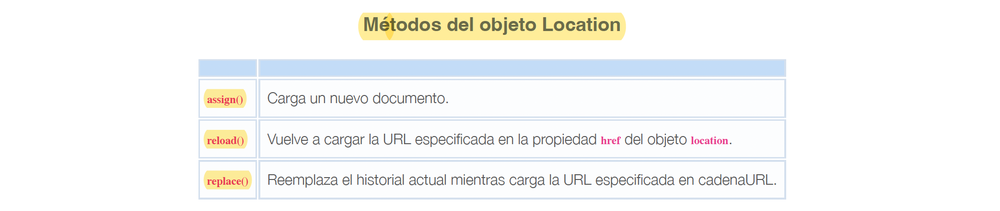 Métodos del objeto Location
assign()
Carga un nuevo documento.
reload()
Vuelve a cargar la URL especificada en la propiedad href del objeto location.
replace()
Reemplaza el historial actual mientras carga la URL especificada en cadenaURL.